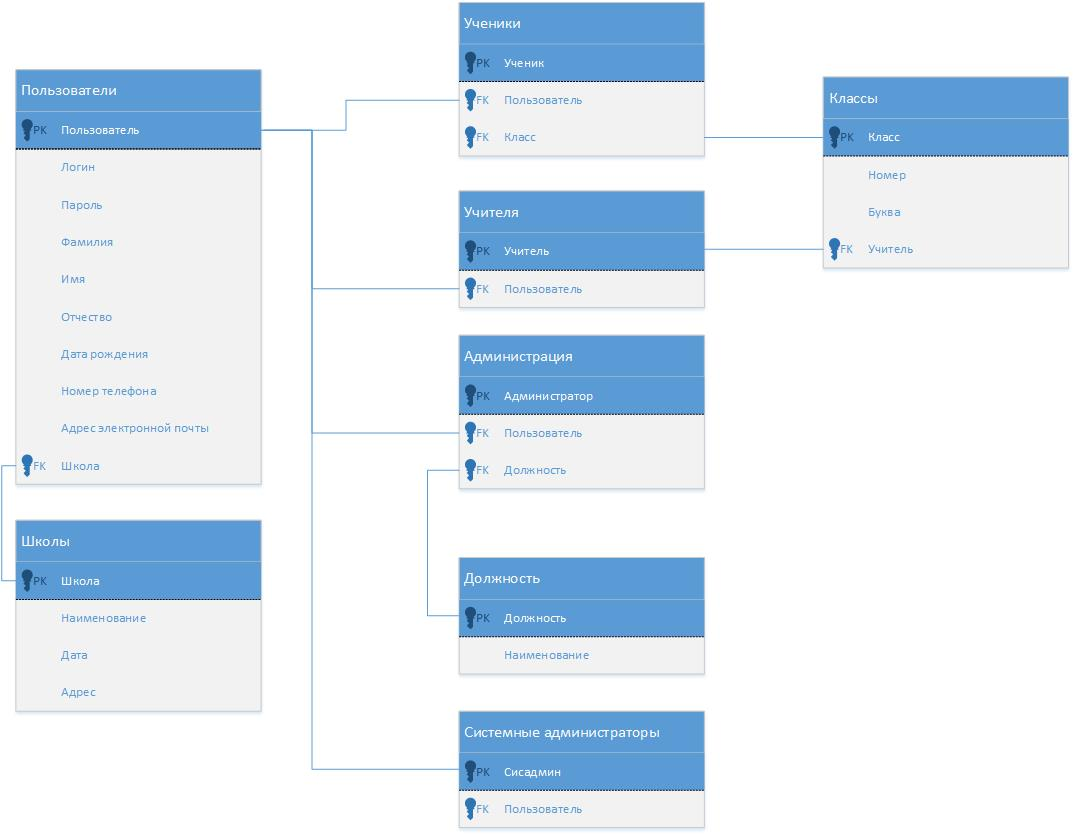 Пользователи
PK Пользователь
Логин
Пароль
Фамилия
Имя
Отчество
Дата рождения
Номер телефона
Адрес электронной почты
FK Школа
Школы
PK Школа
Наименование
Дата
Адрес
Ученики
PK Ученик
FK Пользователь
FK Класс
Учителя
PK Учитель
FK Пользователь
Администрация
PK Администратор
FK Пользователь
FK Должность
Должность
PK Должность
Наименование
Системные администраторы
PK Сисадмин
FK Пользователь
Классы
PK Класс
Номер
Буква
FK Учитель